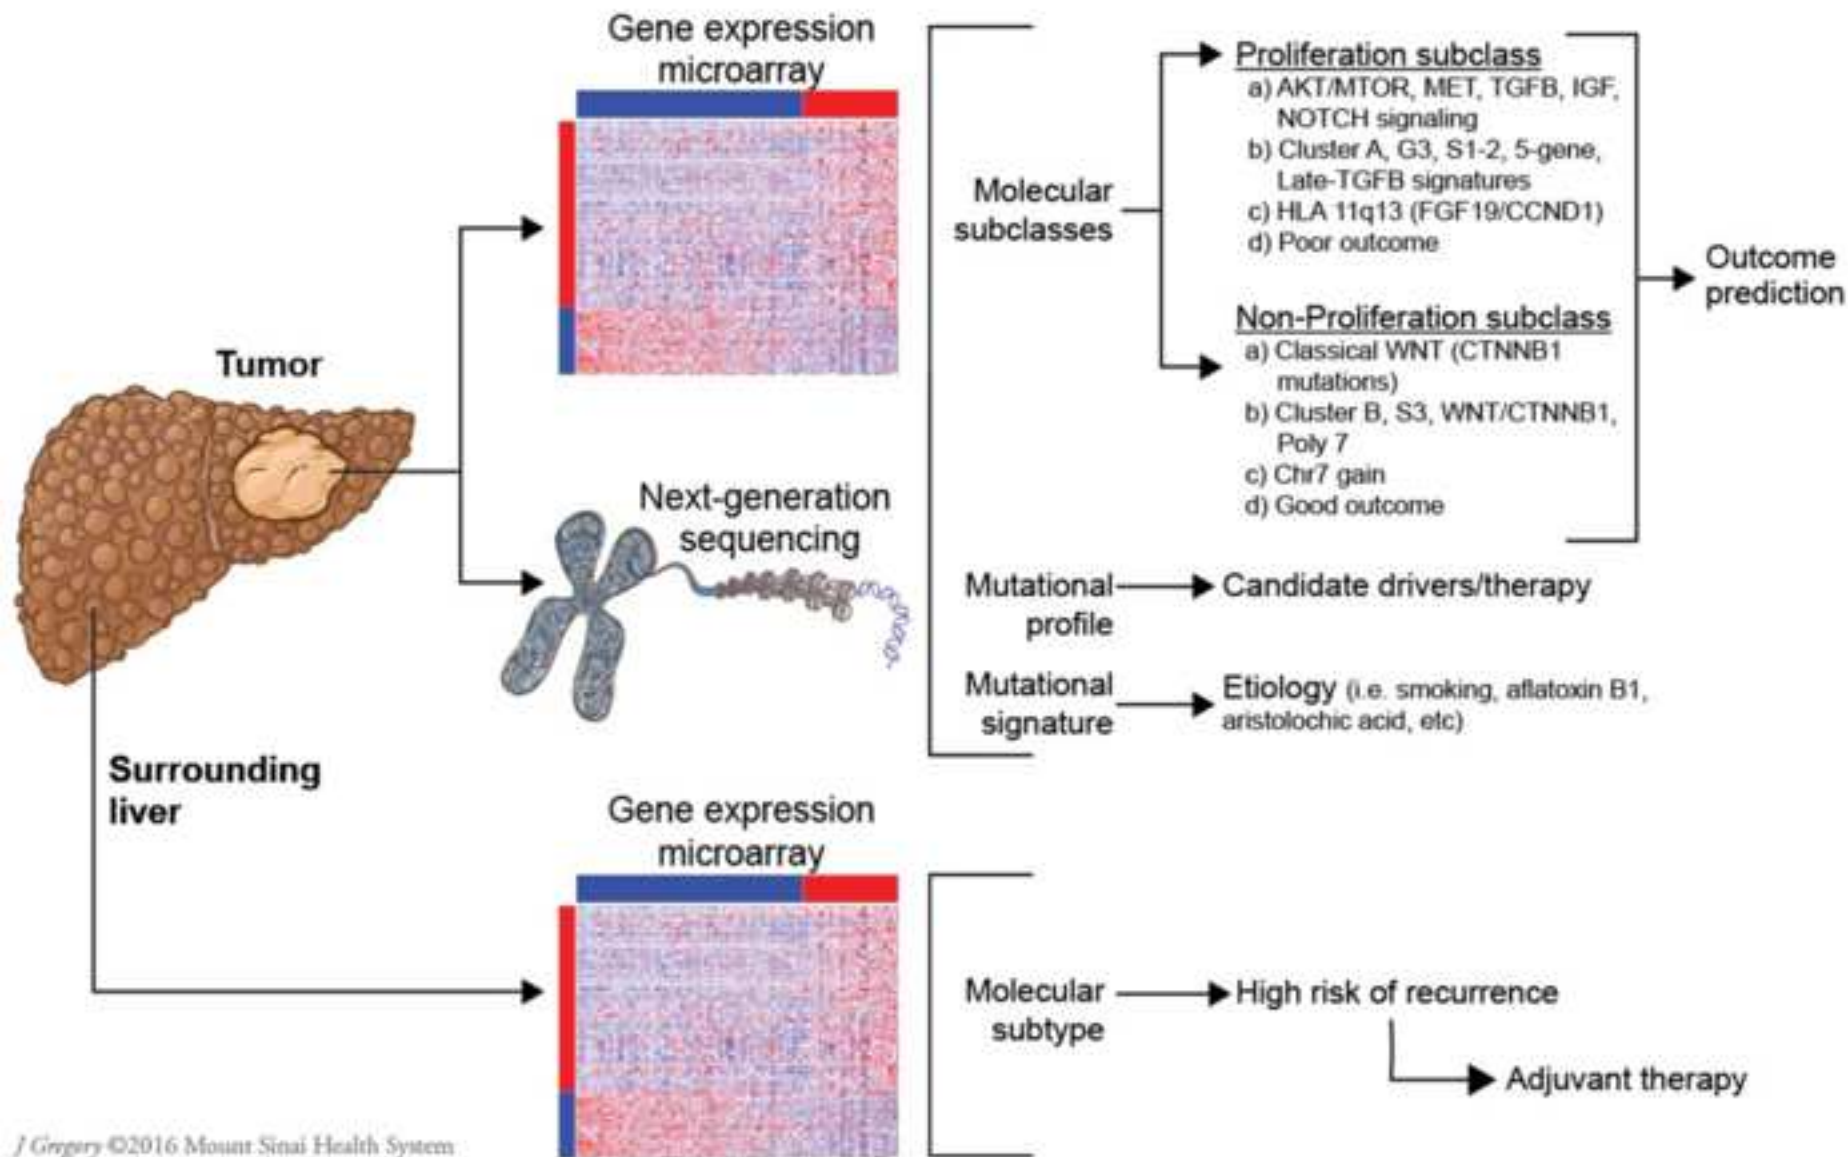 Gene expression
microarray
Tumor
Next-generation
sequencing
Surrounding
liver
Gene expression
microarray
Molecular
subclasses
Proliferation subclass
a) AKT/MTOR, MET, TGFB, IGF,
NOTCH signaling
b) Cluster A, G3, S1-2, 5-gene,
Late-TGFB signatures
c) HLA 11q13 (FGF19/CCND1)
d) Poor outcome
Non-Proliferation subclass
a) Classical WNT (CTNNB1
mutations)
b) Cluster B, S3, WNT/CTNNB1,
Poly 7
c) Chr7 gain
d) Good outcome
Outcome
prediction
Mutational
profile
Candidate drivers/therapy
Mutational
signature
Etiology (i.e. smoking, aflatoxin B1,
aristolochic acid, etc)
Molecular
subtype
High risk of recurrence
Adjuvant therapy
J Gregory ©2016 Mount Sinai Health System